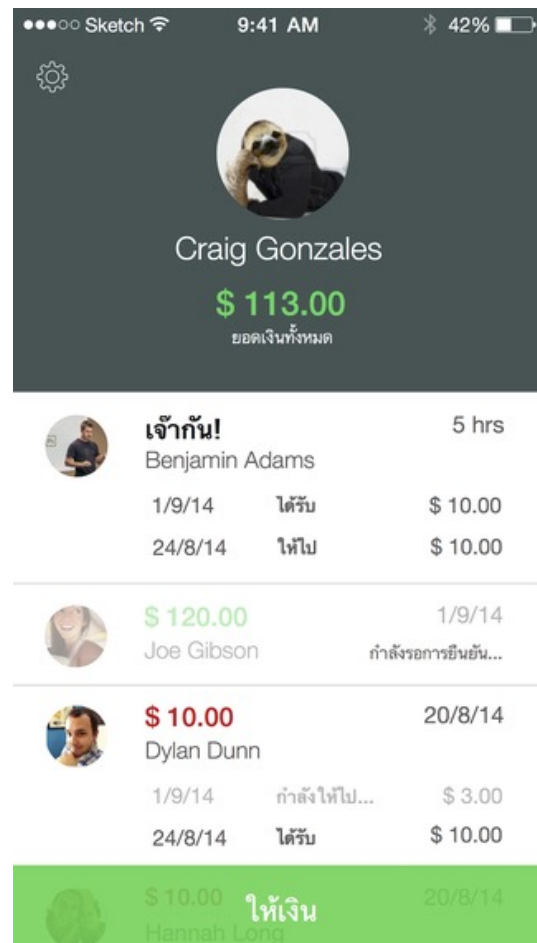 Sketch 9:41 AM 42%
Craig Gonzales
$ 113.00
ยอดเงินทั้งหมด
เจ๊ากัน! 5 hrs
Benjamin Adams
1/9/14 ได้รับ $ 10.00
24/8/14 ให้ไป $ 10.00
$ 120.00 1/9/14
Joe Gibson กำลังรอการยืนยัน...
$ 10.00 20/8/14
Dylan Dunn
1/9/14 กำลังให้ไป... $ 3.00
24/8/14 ได้รับ $ 10.00
$ 10.00 20/8/14
ให้เงิน
Hannah Long